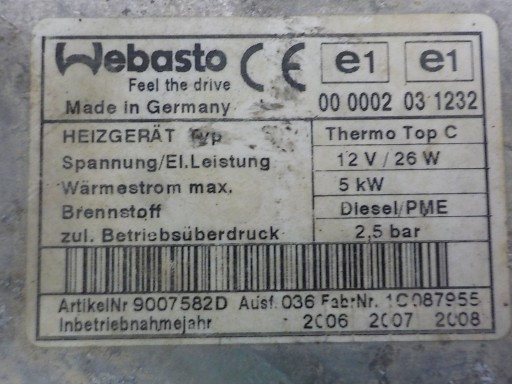 Webasto
Feel the drive
Made in Germany
CE
e1 e1
00 0002 03 1232
HEIZGERÄT Typ Thermo Top C
Spannung/El.Leistung 12 V / 26 W
Wärmestrom max. 5 kW
Brennstoff Diesel/PME
zul. Betriebsüberdruck 2,5 bar
ArtikelNr 9007582D Ausf. 036 Fabr.Nr. 1C087955
Inbetriebnahmejahr 2006 2007 2008